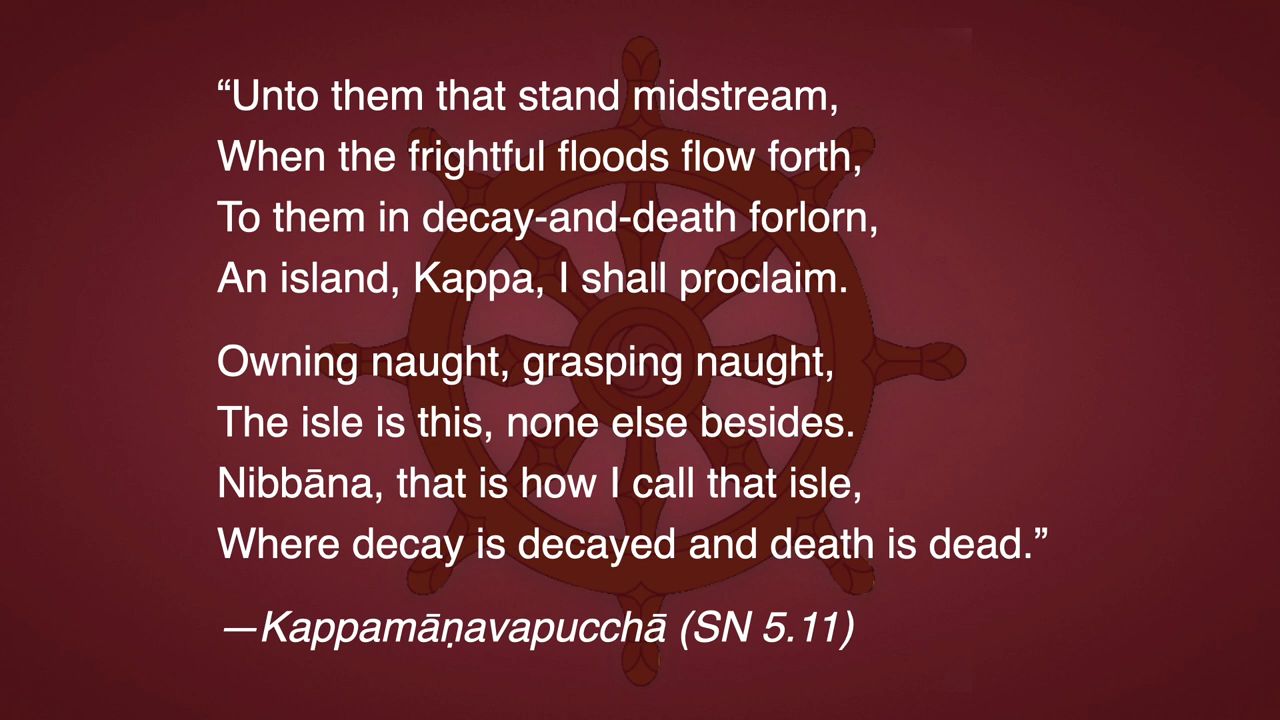 “Unto them that stand midstream,
When the frightful floods flow forth,
To them in decay-and-death forlorn,
An island, Kappa, I shall proclaim.
Owning naught, grasping naught,
The isle is this, none else besides.
Nibbāna, that is how I call that isle,
Where decay is decayed and death is dead.”
—Kappamāṇavapucchā (SN 5.11)